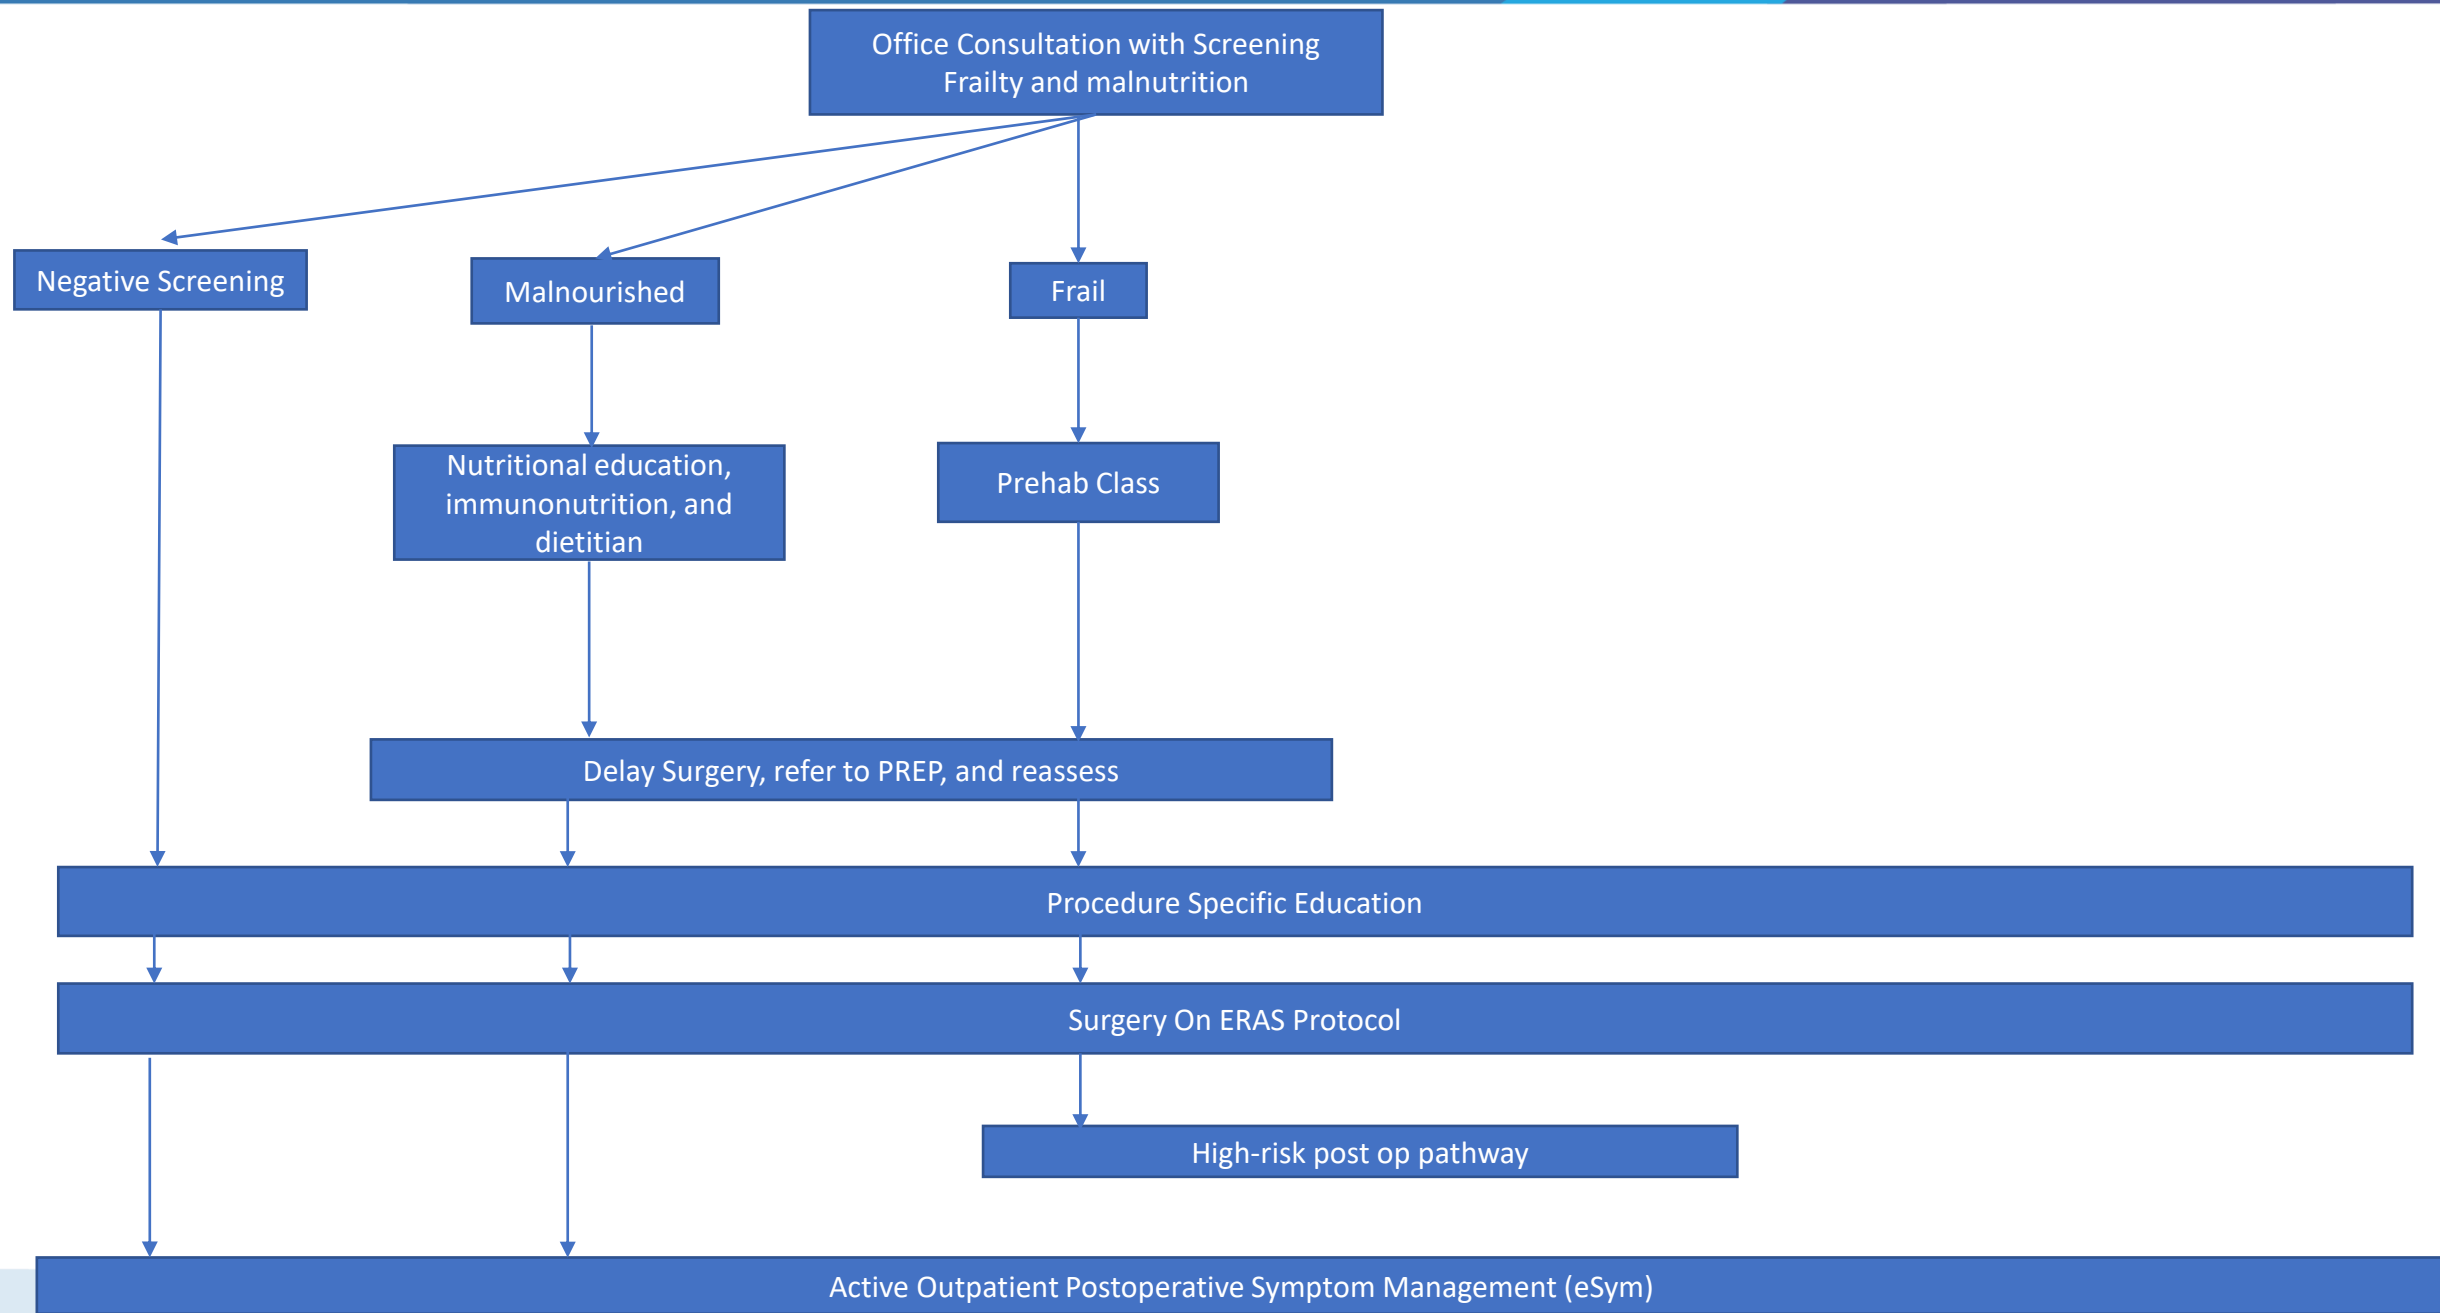 Office Consultation with Screening
Frailty and malnutrition
Negative Screening
Malnourished
Frail
Nutritional education,
immunonutrition, and
dietitian
Prehab Class
Delay Surgery, refer to PREP, and reassess
Procedure Specific Education
Surgery On ERAS Protocol
High-risk post op pathway
Active Outpatient Postoperative Symptom Management (eSym)